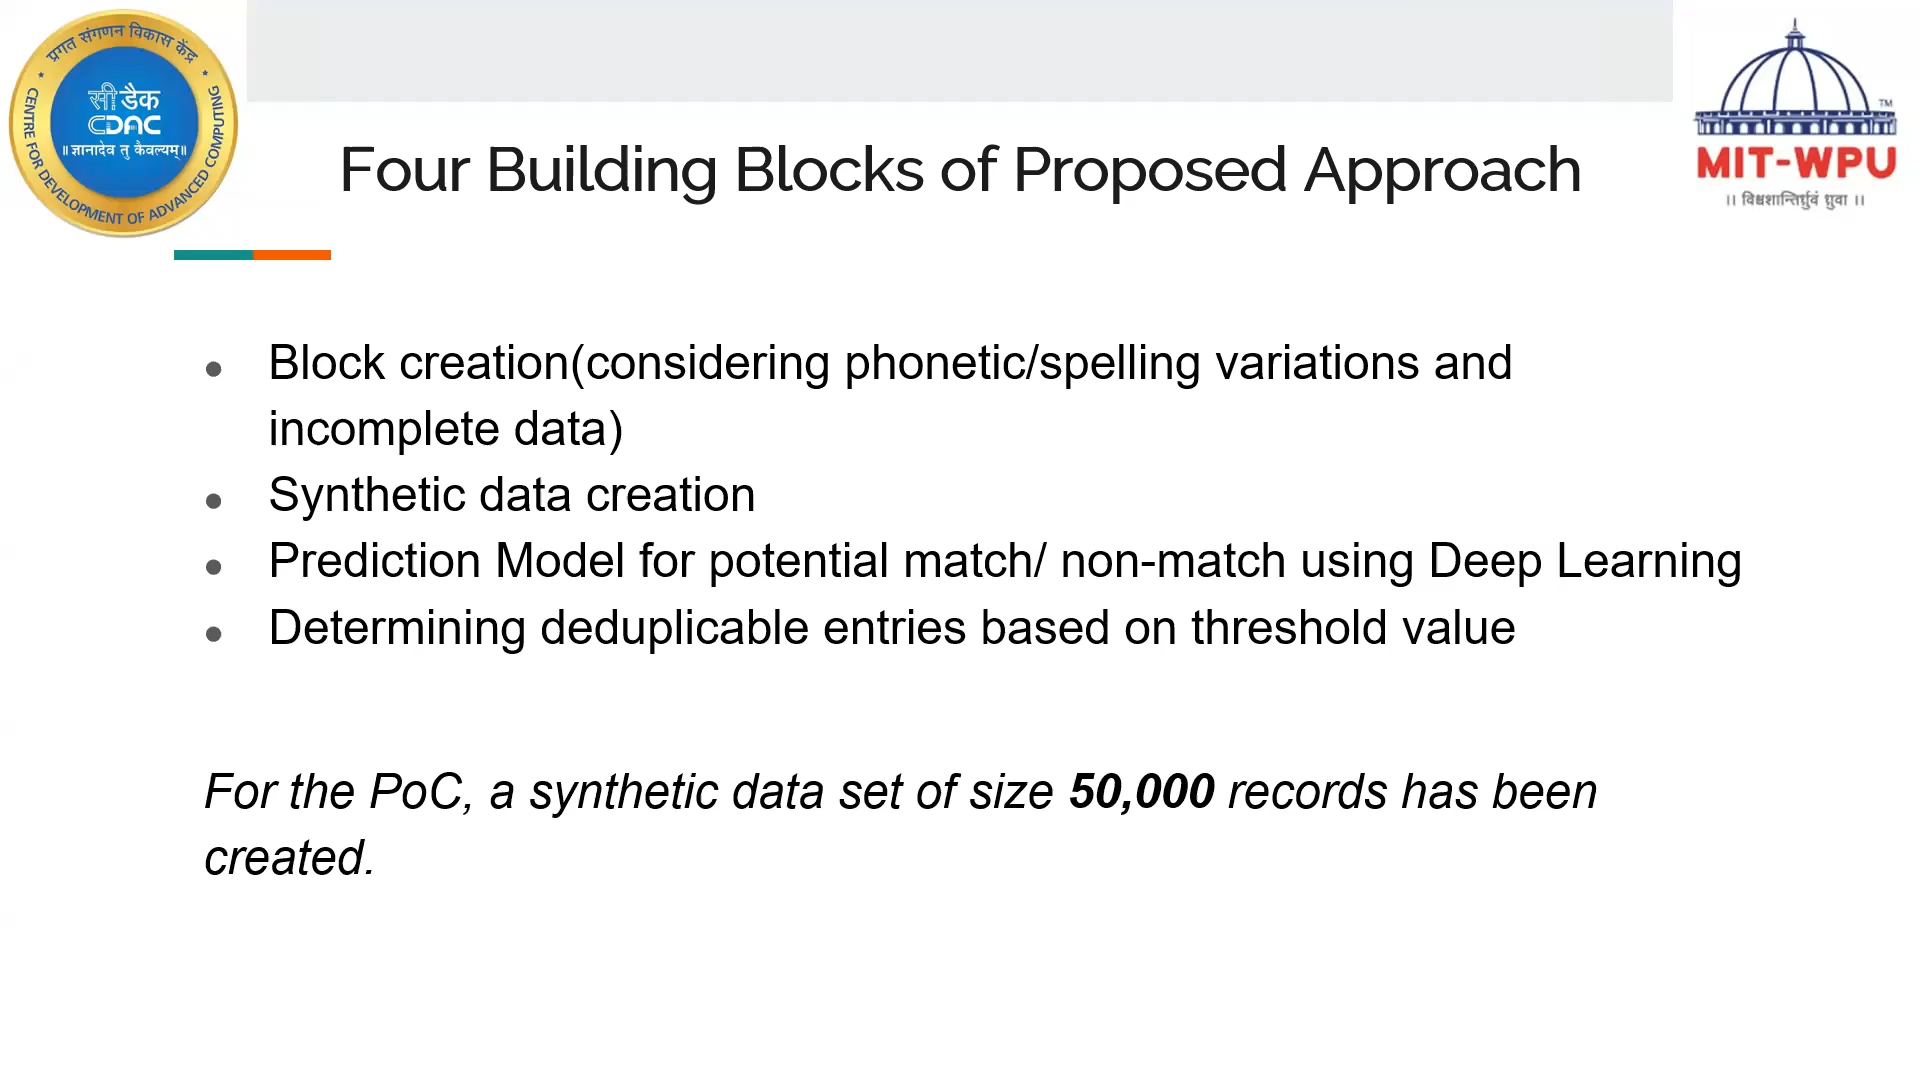 प्रगत संगणन विकास केंद्र
सी डैक
CDAC
॥ ज्ञानादेव तु कैवल्यम् ॥
CENTRE FOR DEVELOPMENT OF ADVANCED COMPUTING
TM
MIT-WPU
।। विश्वशान्तिर्ध्रुवं ध्रुवा ।।
Four Building Blocks of Proposed Approach
● Block creation(considering phonetic/spelling variations and
incomplete data)
● Synthetic data creation
● Prediction Model for potential match/ non-match using Deep Learning
● Determining deduplicable entries based on threshold value
For the PoC, a synthetic data set of size 50,000 records has been
created.